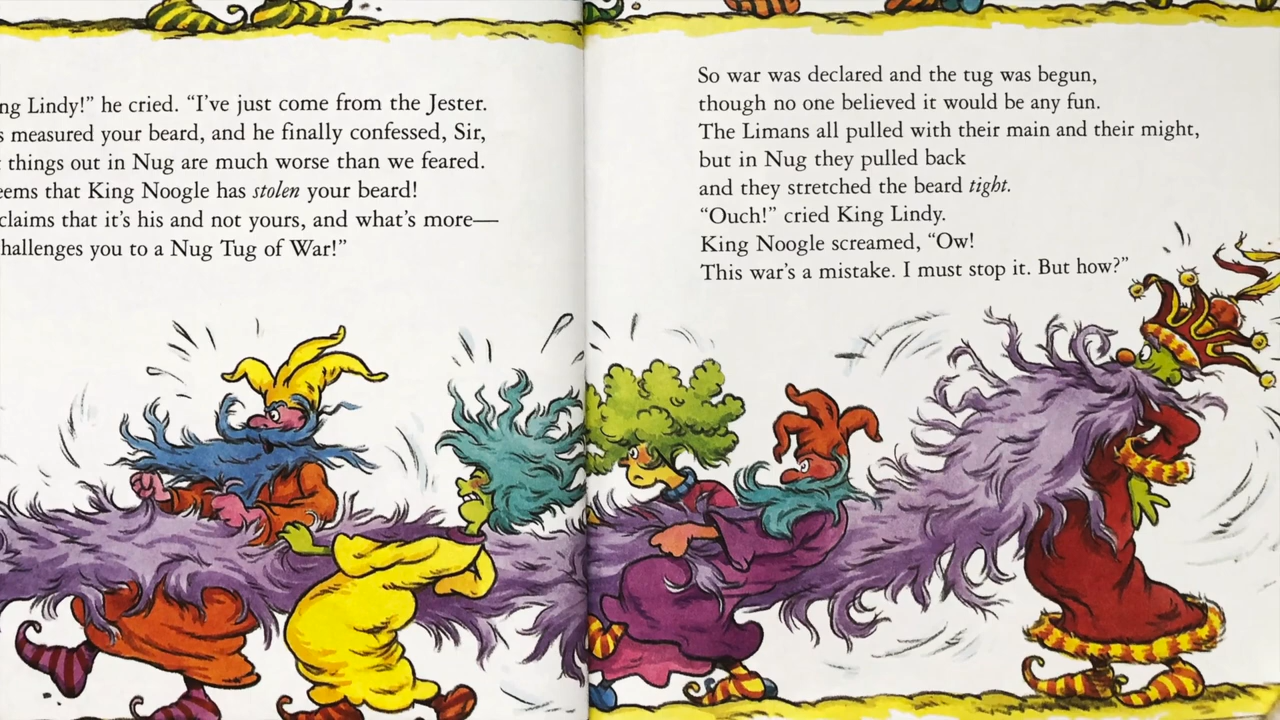 Lindy!” he cried. “I’ve just come from the Jester.
measured your beard, and he finally confessed, Sir,
things out in Nug are much worse than we feared.
that King Noogle has stolen your beard!
claims that it’s his and not yours, and what’s more—
you to a Nug Tug of War!”
So war was declared and the tug was begun,
though no one believed it would be any fun.
The Limans all pulled with their main and their might,
but in Nug they pulled back
and they stretched the beard tight.
“Ouch!” cried King Lindy.
King Noogle screamed, “Ow!
This war’s a mistake. I must stop it. But how?”